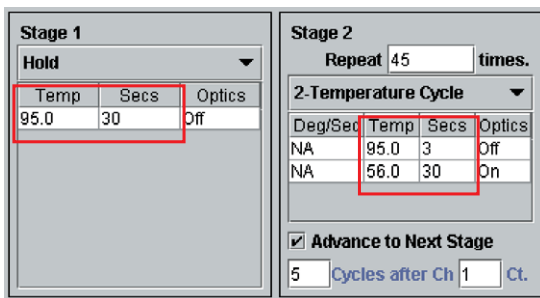 Stage 1
Hold
Temp Secs Optics
95.0 30 Off
Stage 2
Repeat 45 times.
2-Temperature Cycle
Deg/Sec Temp Secs Optics
NA 95.0 3 Off
NA 56.0 30 On
Advance to Next Stage
5 Cycles after Ch 1 Ct.